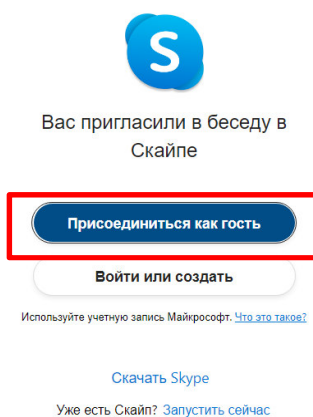 S
Вас пригласили в беседу в
Скайпе
Присоединиться как гость
Войти или создать
Используйте учетную запись Майкрософт. Что это такое?
Скачать Skype
Уже есть Скайп? Запустить сейчас